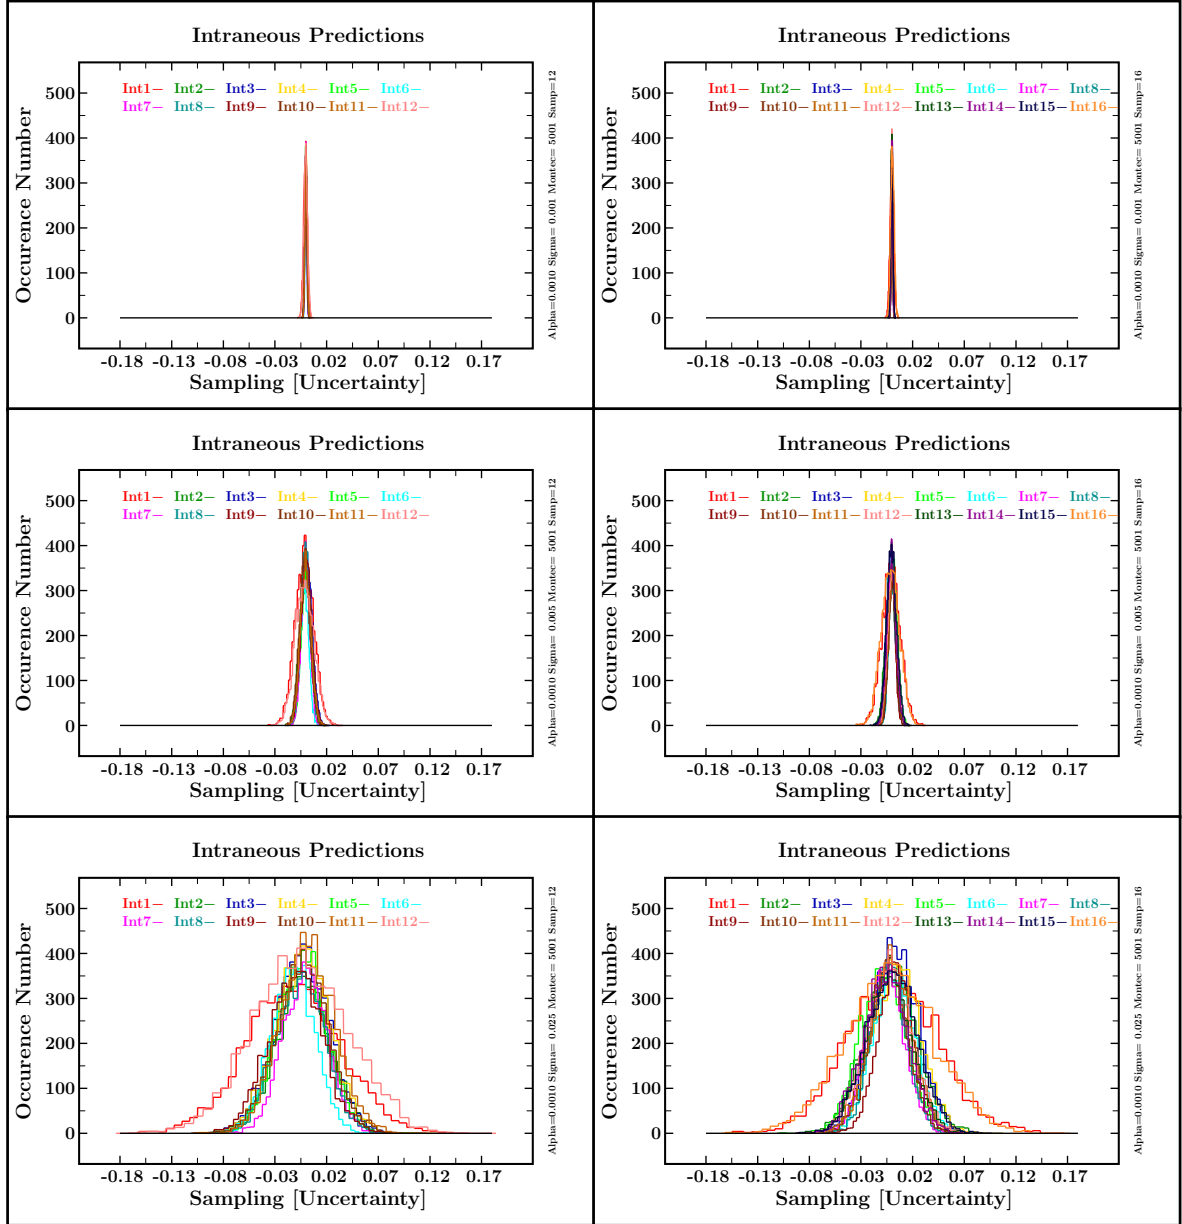 Intraneous Predictions
Int1- Int2- Int3- Int4- Int5- Int6-
Int7- Int8- Int9- Int10- Int11- Int12-
500
400
300
200
100
0
Occurence Number
-0.18 -0.13 -0.08 -0.03 0.02 0.07 0.12 0.17
Sampling [Uncertainty]
Alpha=0.0010 Sigma= 0.001 Montec= 5001 Samp=12
Intraneous Predictions
Int1- Int2- Int3- Int4- Int5- Int6- Int7- Int8-
Int9- Int10- Int11- Int12- Int13- Int14- Int15- Int16-
500
400
300
200
100
0
Occurence Number
-0.18 -0.13 -0.08 -0.03 0.02 0.07 0.12 0.17
Sampling [Uncertainty]
Alpha=0.0010 Sigma= 0.001 Montec= 5001 Samp=16
Intraneous Predictions
Int1- Int2- Int3- Int4- Int5- Int6-
Int7- Int8- Int9- Int10- Int11- Int12-
500
400
300
200
100
0
Occurence Number
-0.18 -0.13 -0.08 -0.03 0.02 0.07 0.12 0.17
Sampling [Uncertainty]
Alpha=0.0010 Sigma= 0.005 Montec= 5001 Samp=12
Intraneous Predictions
Int1- Int2- Int3- Int4- Int5- Int6- Int7- Int8-
Int9- Int10- Int11- Int12- Int13- Int14- Int15- Int16-
500
400
300
200
100
0
Occurence Number
-0.18 -0.13 -0.08 -0.03 0.02 0.07 0.12 0.17
Sampling [Uncertainty]
Alpha=0.0010 Sigma= 0.005 Montec= 5001 Samp=16
Intraneous Predictions
Int1- Int2- Int3- Int4- Int5- Int6-
Int7- Int8- Int9- Int10- Int11- Int12-
500
400
300
200
100
0
Occurence Number
-0.18 -0.13 -0.08 -0.03 0.02 0.07 0.12 0.17
Sampling [Uncertainty]
Alpha=0.0010 Sigma= 0.025 Montec= 5001 Samp=12
Intraneous Predictions
Int1- Int2- Int3- Int4- Int5- Int6- Int7- Int8-
Int9- Int10- Int11- Int12- Int13- Int14- Int15- Int16-
500
400
300
200
100
0
Occurence Number
-0.18 -0.13 -0.08 -0.03 0.02 0.07 0.12 0.17
Sampling [Uncertainty]
Alpha=0.0010 Sigma= 0.025 Montec= 5001 Samp=16